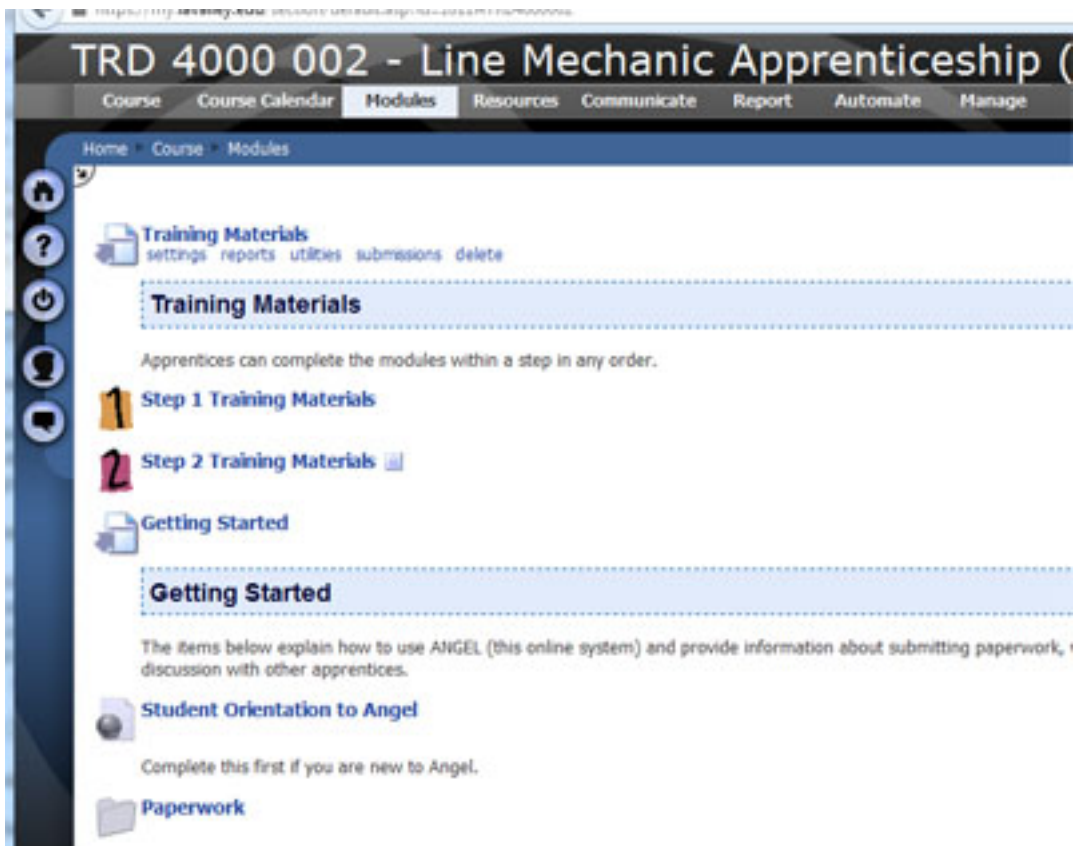 TRD 4000 002 - Line Mechanic Apprenticeship (
Course Course Calendar Modules Resources Communicate Report Automate Manage
Home Course Modules
Training Materials
settings reports utilities submissions delete
Training Materials
Apprentices can complete the modules within a step in any order.
1 Step 1 Training Materials
2 Step 2 Training Materials
Getting Started
Getting Started
The items below explain how to use ANGEL (this online system) and provide information about submitting paperwork,
discussion with other apprentices.
Student Orientation to Angel
Complete this first if you are new to Angel.
Paperwork